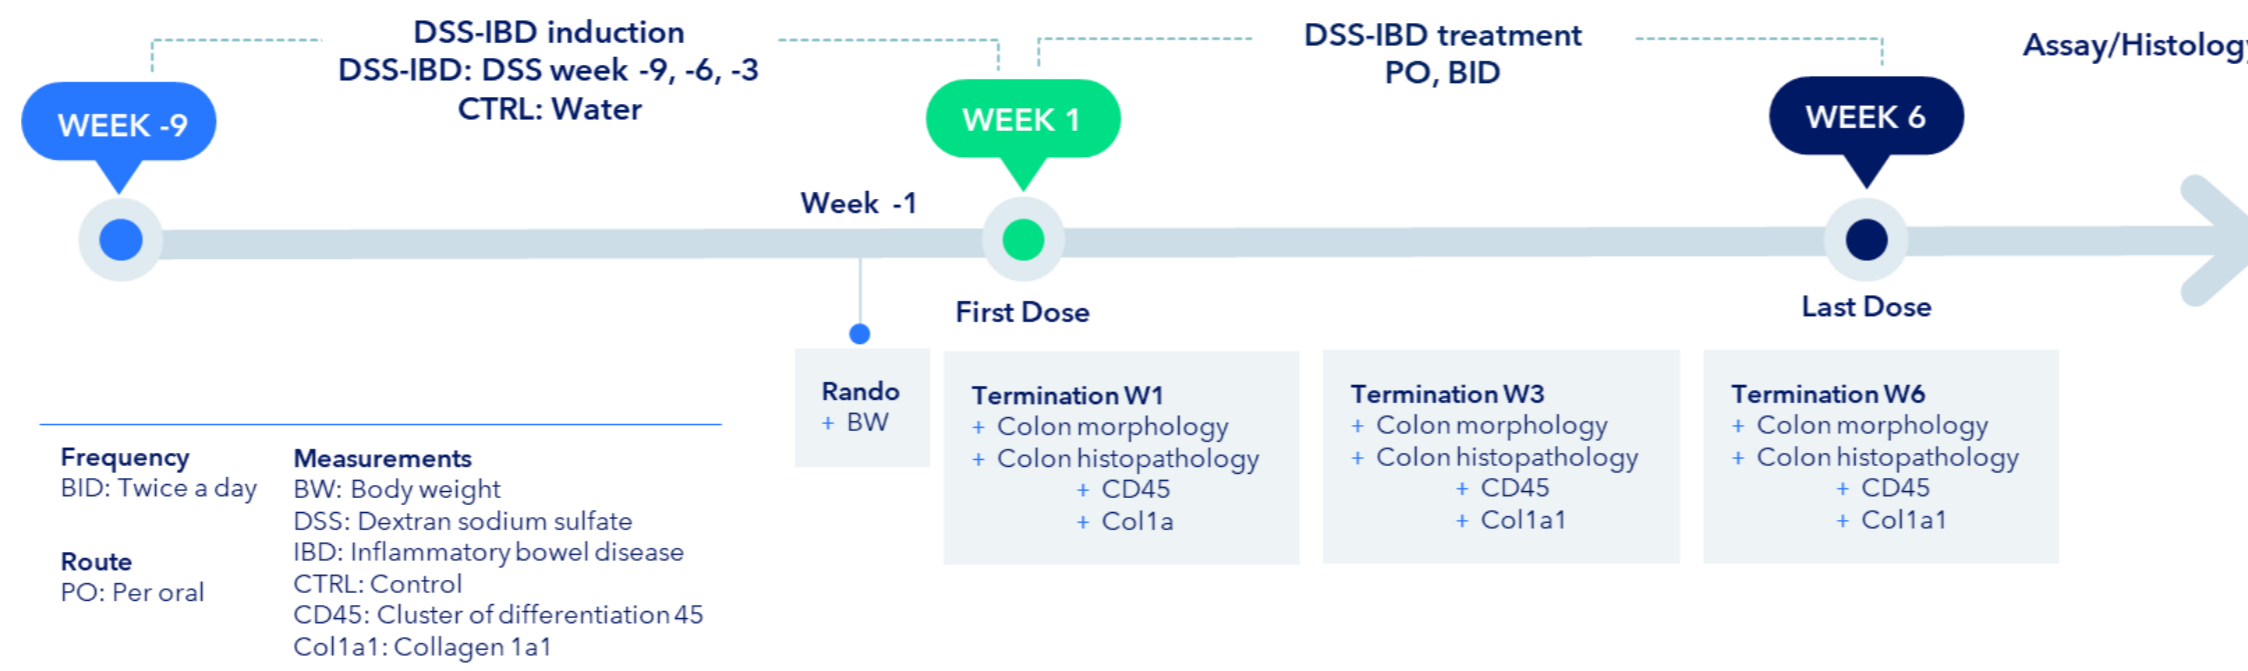 DSS-IBD induction
DSS-IBD: DSS week -9, -6, -3
CTRL: Water
DSS-IBD treatment
PO, BID
Assay/Histology
WEEK -9
WEEK 1
WEEK 6
Week -1
First Dose
Last Dose
Rando
+ BW
Termination W1
+ Colon morphology
+ Colon histopathology
+ CD45
+ Col1a
Termination W3
+ Colon morphology
+ Colon histopathology
+ CD45
+ Col1a1
Termination W6
+ Colon morphology
+ Colon histopathology
+ CD45
+ Col1a1
Frequency
BID: Twice a day
Route
PO: Per oral
Measurements
BW: Body weight
DSS: Dextran sodium sulfate
IBD: Inflammatory bowel disease
CTRL: Control
CD45: Cluster of differentiation 45
Col1a1: Collagen 1a1